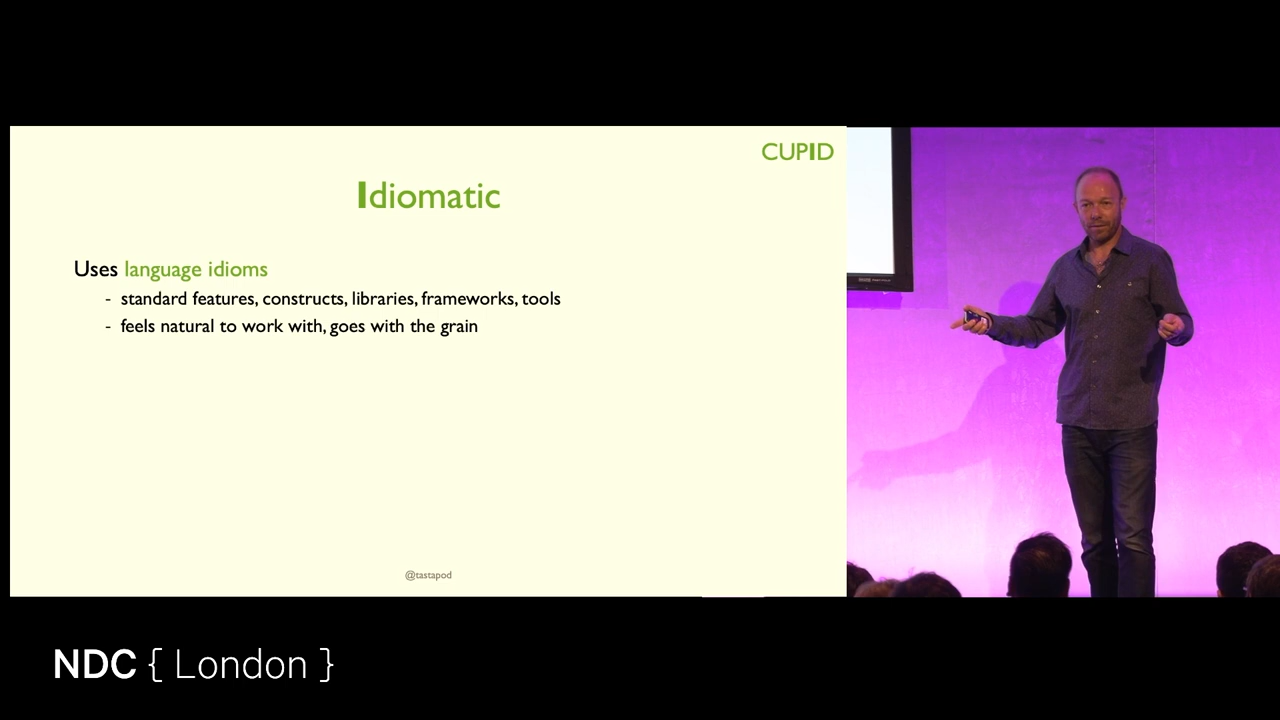 CUPID
Idiomatic
Uses language idioms
- standard features, constructs, libraries, frameworks, tools
- feels natural to work with, goes with the grain
@tastapod
NDC { London }